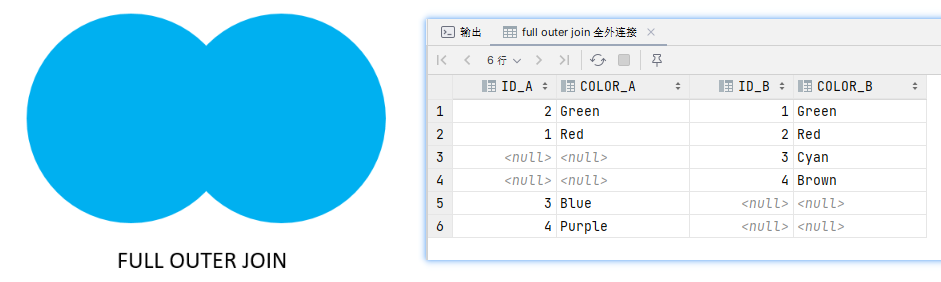 FULL OUTER JOIN
输出 full outer join 全外连接
6 行
ID_A COLOR_A ID_B COLOR_B
1 2 Green 1 Green
2 1 Red 2 Red
3 <null> <null> 3 Cyan
4 <null> <null> 4 Brown
5 3 Blue <null> <null>
6 4 Purple <null> <null>